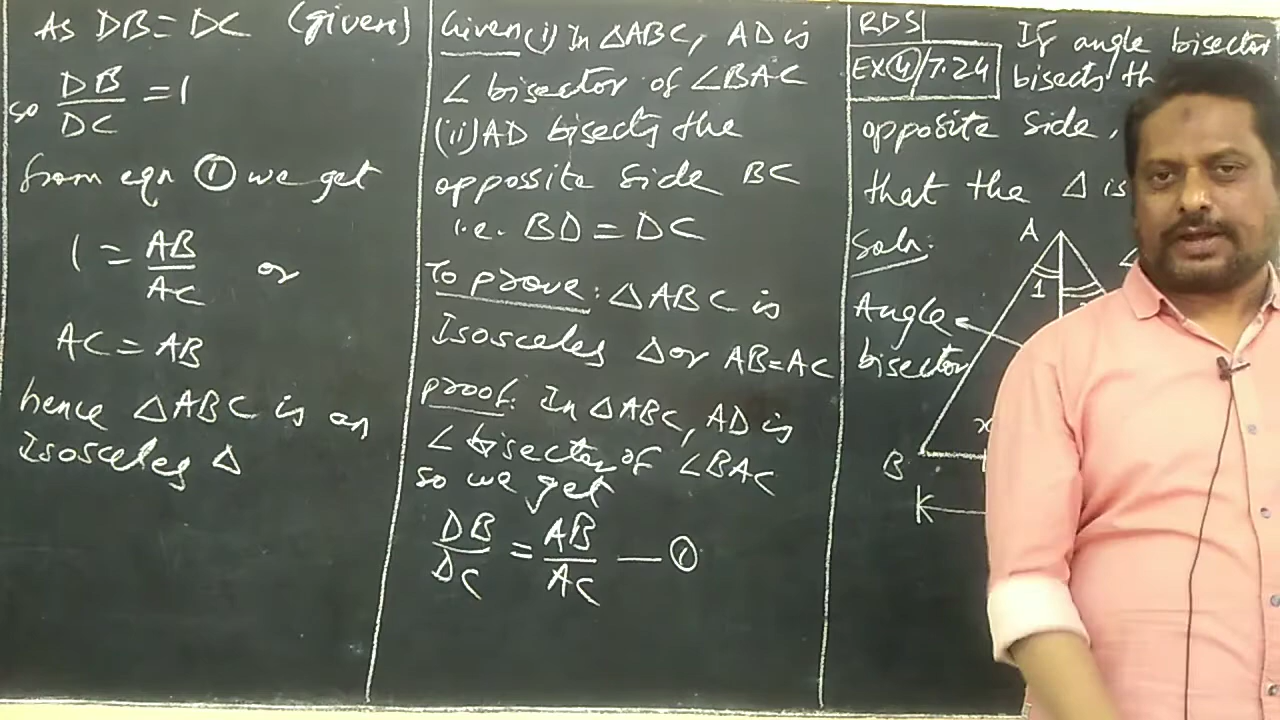 As DB = DC (given)
so DB/DC = 1
from eqn ① we get
1 = AB/AC or
AC = AB
hence △ABC is an
Isosceles △
Given (i) In △ABC, AD is
∠ bisector of ∠BAC
(ii) AD bisects the
oppossite side BC
i.e. BD = DC
To prove: △ABC is
Isosceles △ or AB=AC
proof: In △ABC, AD is
∠ bisector of ∠BAC
so we get
DB/DC = AB/AC — ①
RDS
EX④/7.24
If angle bisector
bisects th
opposite side,
that the △ is
Soln:
A
1
Angle
bisector
x
B
K